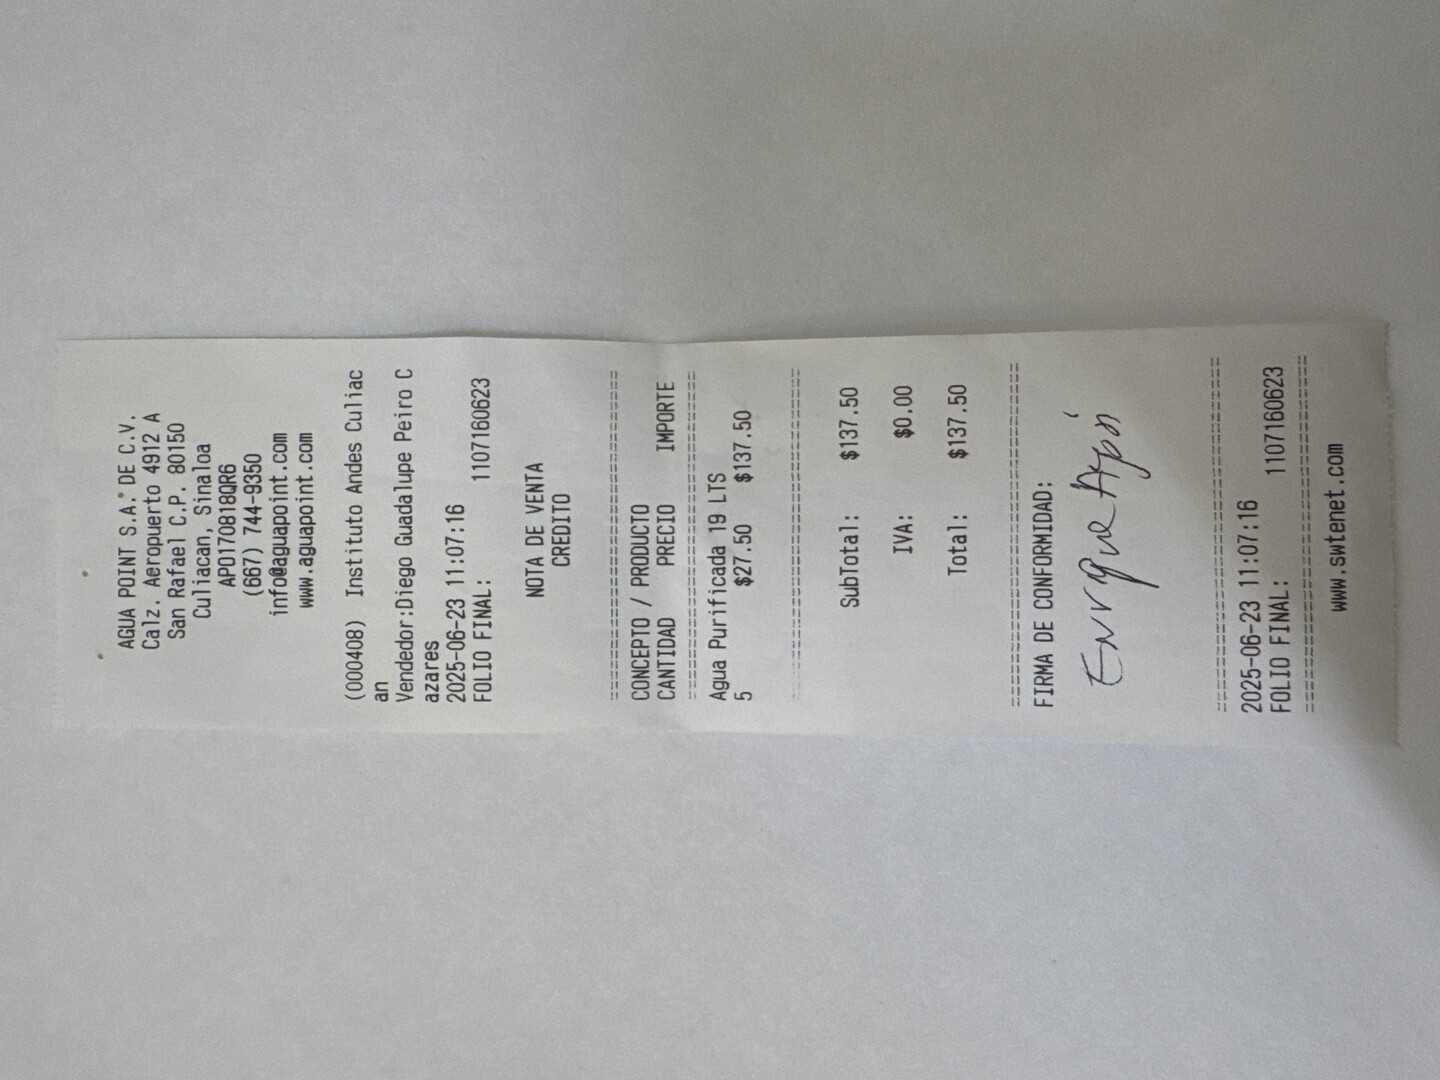 AGUA POINT S.A. DE C.V.
Calz. Aeropuerto 4912 A
San Rafael C.P. 80150
Culiacan, Sinaloa
APO170818QR6
(667) 744-9350
info@aguapoint.com
www.aguapoint.com
(000408) Instituto Andes Culiac
an
Vendedor:Diego Guadalupe Peiro C
azares
2025-06-23 11:07:16
FOLIO FINAL: 1107160623
NOTA DE VENTA
CREDITO
================================
CONCEPTO / PRODUCTO
CANTIDAD PRECIO IMPORTE
================================
Agua Purificada 19 LTS
5 $27.50 $137.50
================================
SubTotal: $137.50
IVA: $0.00
Total: $137.50
================================
FIRMA DE CONFORMIDAD:
Enrique
================================
2025-06-23 11:07:16
FOLIO FINAL: 1107160623
================================
www.swtenet.com